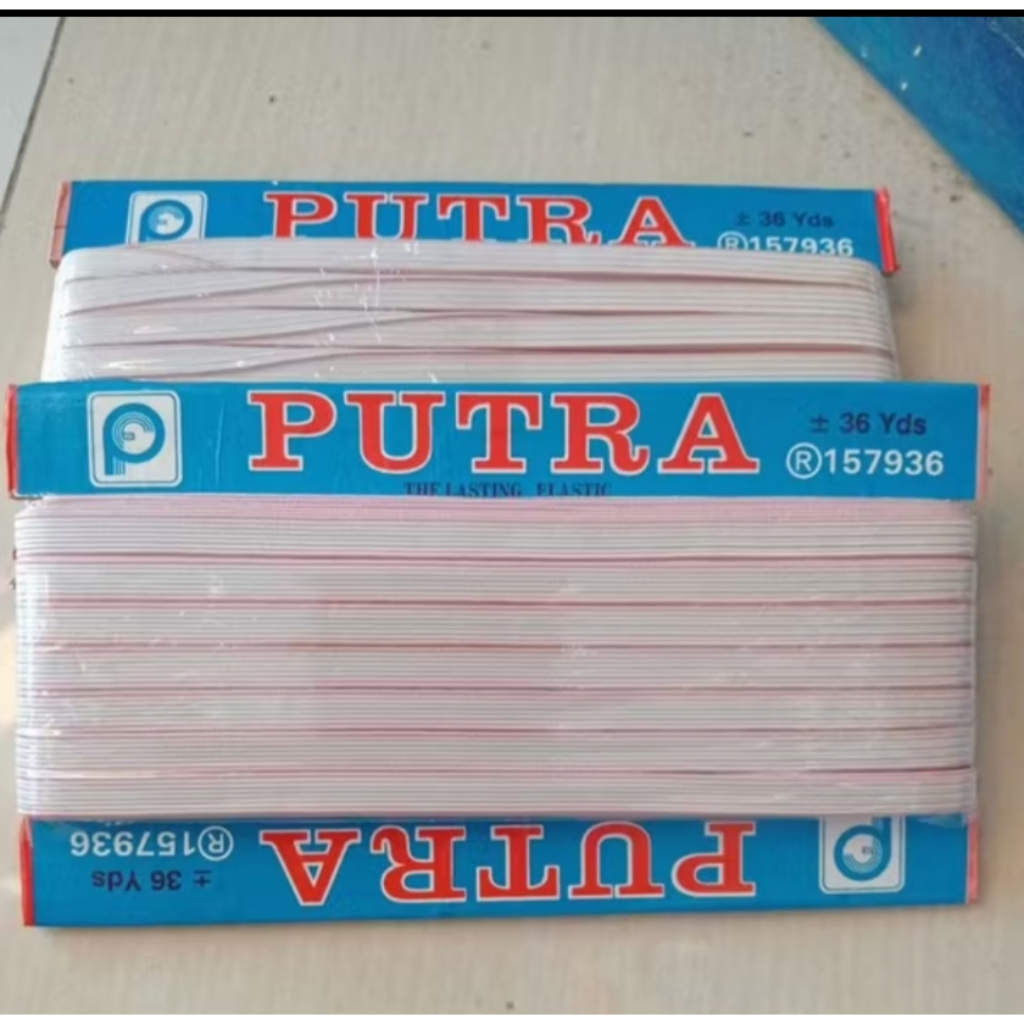 PUTRA
± 36 Yds
®157936
PUTRA
± 36 Yds
®157936
THE LASTING ELASTIC
PUTRA
± 36 Yds
®157936